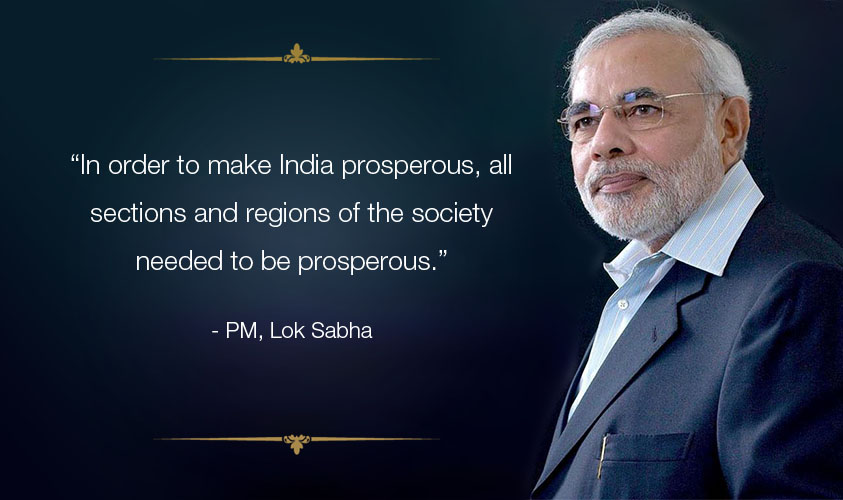 “In order to make India prosperous, all
sections and regions of the society
needed to be prosperous.”
- PM, Lok Sabha